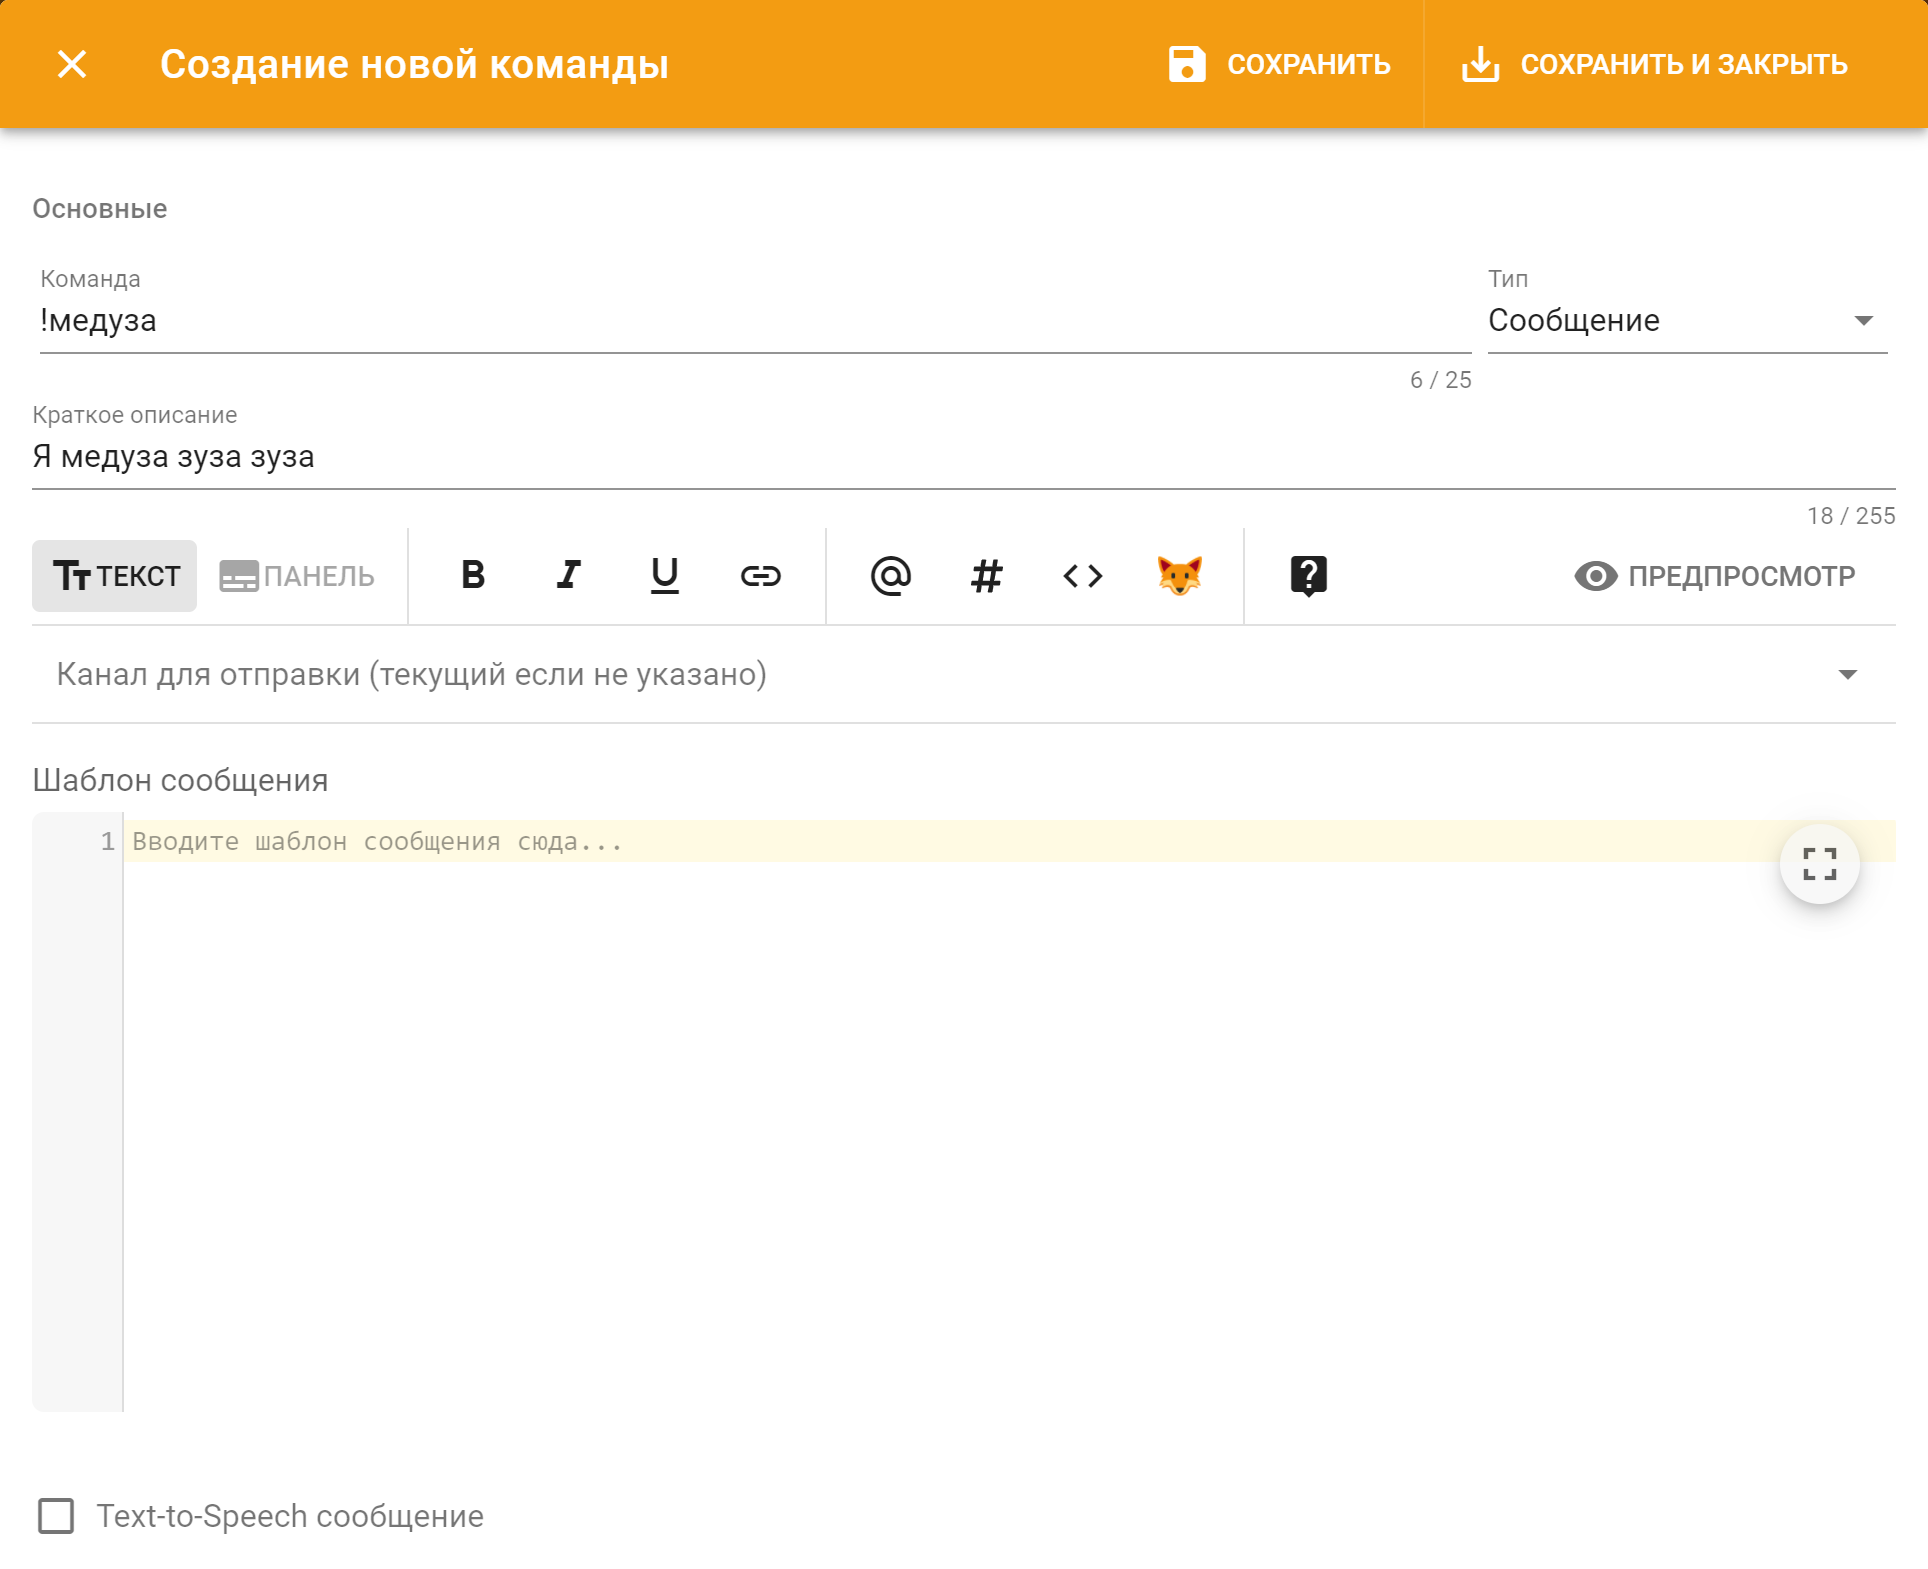 Создание новой команды
СОХРАНИТЬ
СОХРАНИТЬ И ЗАКРЫТЬ
Основные
Команда
!медуза
6 / 25
Тип
Сообщение
Краткое описание
Я медуза зуза зуза
18 / 255
ТЕКСТ
ПАНЕЛЬ
B I U @ # <> ?
ПРЕДПРОСМОТР
Канал для отправки (текущий если не указано)
Шаблон сообщения
1 Вводите шаблон сообщения сюда...
Text-to-Speech сообщение